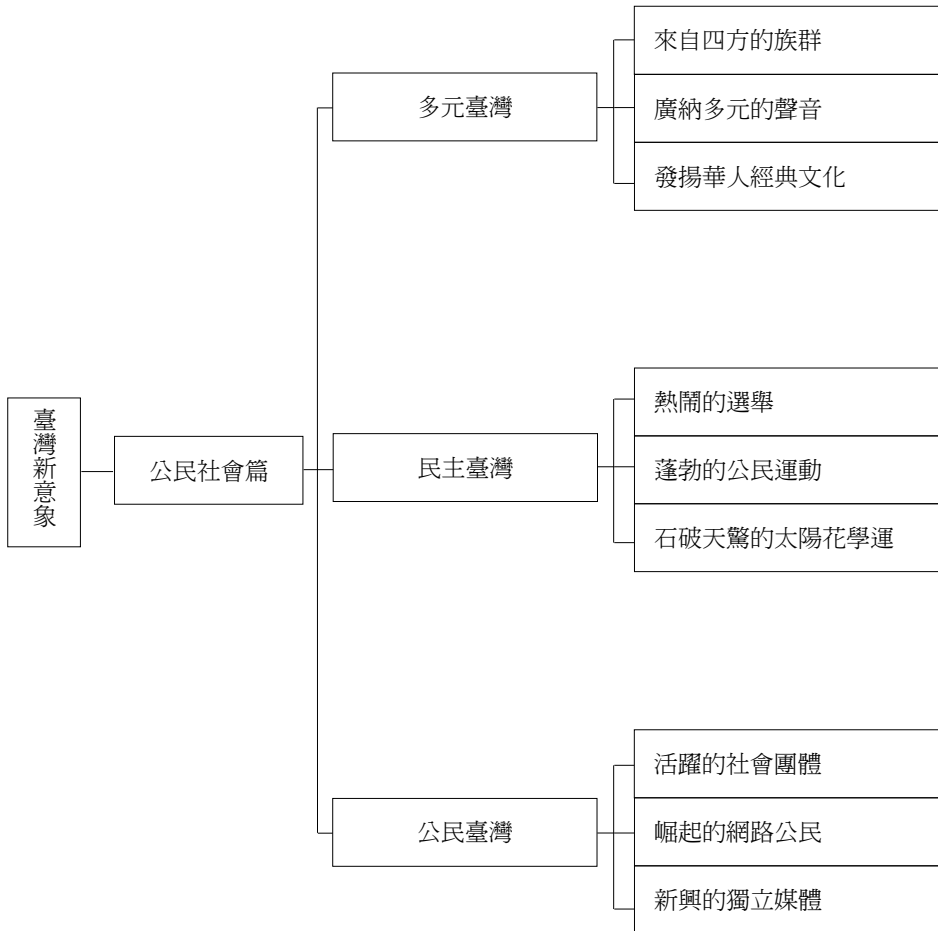 臺灣新意象
公民社會篇
多元臺灣
來自四方的族群
廣納多元的聲音
發揚華人經典文化
民主臺灣
熱鬧的選舉
蓬勃的公民運動
石破天驚的太陽花學運
公民臺灣
活躍的社會團體
崛起的網路公民
新興的獨立媒體